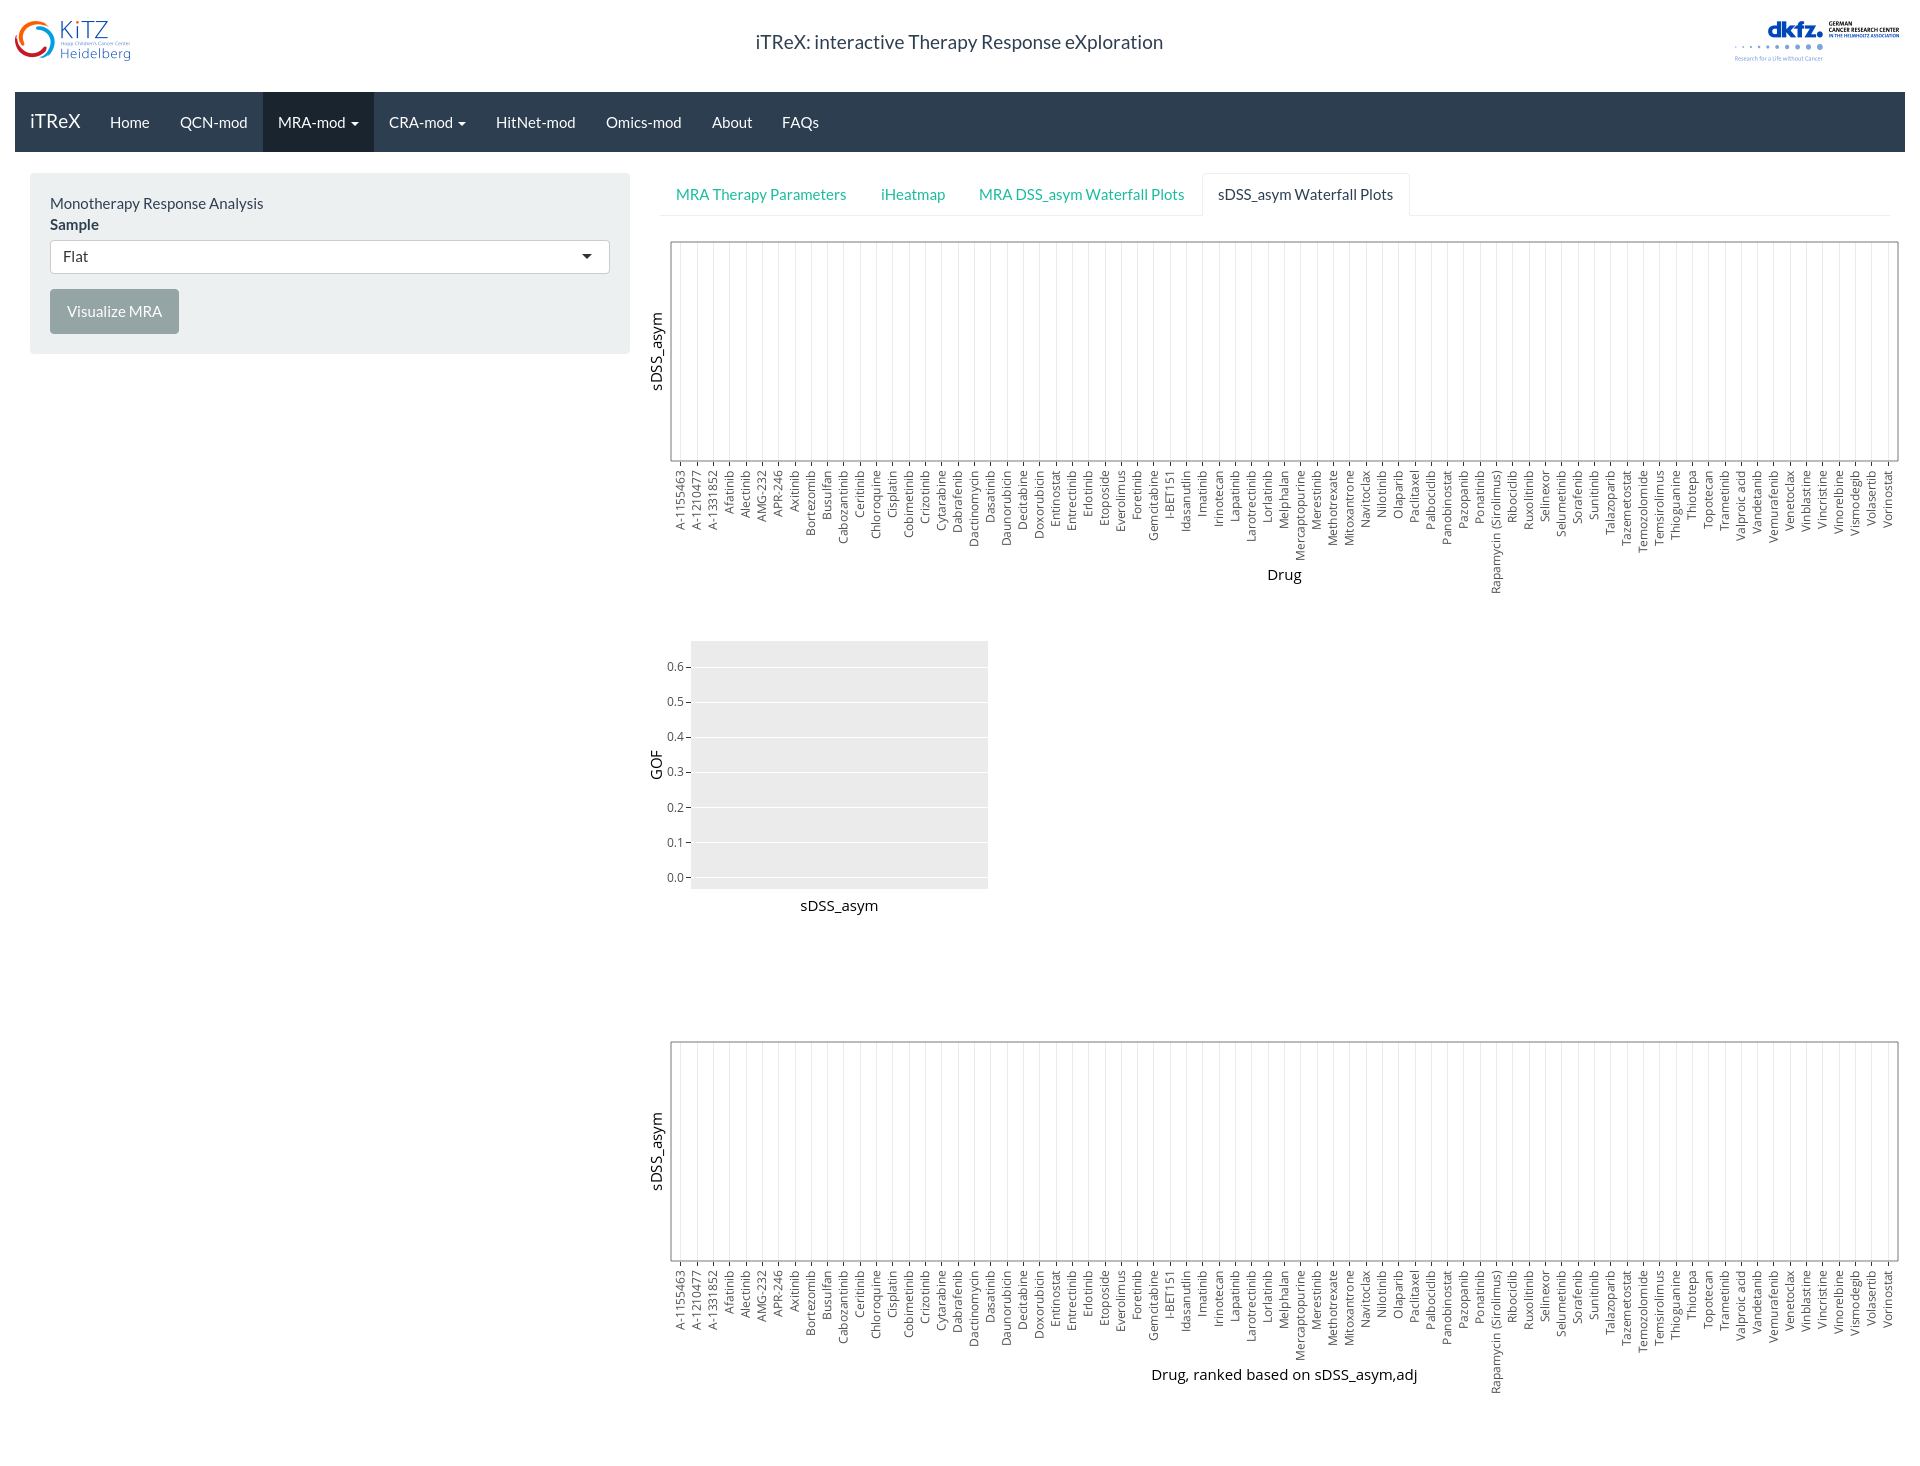 KiTZ
Hopp Children's Cancer Center
Heidelberg
iTReX: interactive Therapy Response eXploration
dkfz.
GERMAN
CANCER RESEARCH CENTER
IN THE HELMHOLTZ ASSOCIATION
Research for a Life without Cancer
iTReX Home QCN-mod MRA-mod CRA-mod HitNet-mod Omics-mod About FAQs
Monotherapy Response Analysis
Sample
Flat
Visualize MRA
MRA Therapy Parameters iHeatmap MRA DSS_asym Waterfall Plots sDSS_asym Waterfall Plots
sDSS_asym
A-1155463
A-1210477
A-1331852
Afatinib
Alectinib
AMG-232
APR-246
Axitinib
Bortezomib
Busulfan
Cabozantinib
Ceritinib
Chloroquine
Cisplatin
Cobimetinib
Crizotinib
Cytarabine
Dabrafenib
Dactinomycin
Dasatinib
Daunorubicin
Decitabine
Doxorubicin
Entinostat
Entrectinib
Erlotinib
Etoposide
Everolimus
Foretinib
Gemcitabine
I-BET151
Idasanutlin
Imatinib
Irinotecan
Lapatinib
Larotrectinib
Lorlatinib
Melphalan
Mercaptopurine
Merestinib
Methotrexate
Mitoxantrone
Navitoclax
Nilotinib
Olaparib
Paclitaxel
Palbociclib
Panobinostat
Pazopanib
Ponatinib
Rapamycin (Sirolimus)
Ribociclib
Ruxolitinib
Selinexor
Selumetinib
Sorafenib
Sunitinib
Talazoparib
Tazemetostat
Temozolomide
Temsirolimus
Thioguanine
Thiotepa
Topotecan
Trametinib
Valproic acid
Vandetanib
Vemurafenib
Venetoclax
Vinblastine
Vincristine
Vinorelbine
Vismodegib
Volasertib
Vorinostat
Drug
GOF
0.6
0.5
0.4
0.3
0.2
0.1
0.0
sDSS_asym
sDSS_asym
A-1155463
A-1210477
A-1331852
Afatinib
Alectinib
AMG-232
APR-246
Axitinib
Bortezomib
Busulfan
Cabozantinib
Ceritinib
Chloroquine
Cisplatin
Cobimetinib
Crizotinib
Cytarabine
Dabrafenib
Dactinomycin
Dasatinib
Daunorubicin
Decitabine
Doxorubicin
Entinostat
Entrectinib
Erlotinib
Etoposide
Everolimus
Foretinib
Gemcitabine
I-BET151
Idasanutlin
Imatinib
Irinotecan
Lapatinib
Larotrectinib
Lorlatinib
Melphalan
Mercaptopurine
Merestinib
Methotrexate
Mitoxantrone
Navitoclax
Nilotinib
Olaparib
Paclitaxel
Palbociclib
Panobinostat
Pazopanib
Ponatinib
Rapamycin (Sirolimus)
Ribociclib
Ruxolitinib
Selinexor
Selumetinib
Sorafenib
Sunitinib
Talazoparib
Tazemetostat
Temozolomide
Temsirolimus
Thioguanine
Thiotepa
Topotecan
Trametinib
Valproic acid
Vandetanib
Vemurafenib
Venetoclax
Vinblastine
Vincristine
Vinorelbine
Vismodegib
Volasertib
Vorinostat
Drug, ranked based on sDSS_asym,adj